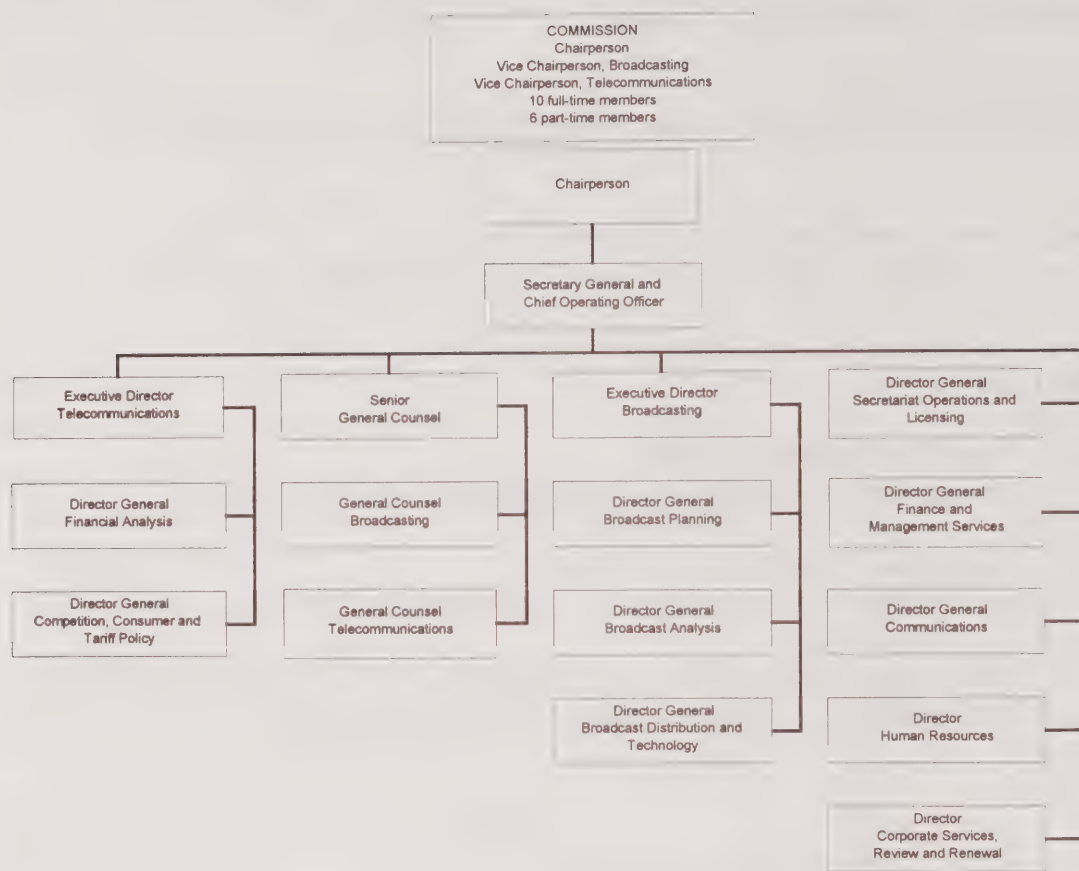 COMMISSION
Chairperson
Vice Chairperson, Broadcasting
Vice Chairperson, Telecommunications
10 full-time members
6 part-time members
Chairperson
Secretary General and
Chief Operating Officer
Executive Director
Telecommunications
Senior
General Counsel
Executive Director
Broadcasting
Director General
Secretariat Operations and
Licensing
Director General
Financial Analysis
General Counsel
Broadcasting
Director General
Broadcast Planning
Director General
Finance and
Management Services
Director General
Competition, Consumer and
Tariff Policy
General Counsel
Telecommunications
Director General
Broadcast Analysis
Director General
Communications
Director General
Broadcast Distribution and
Technology
Director
Human Resources
Director
Corporate Services,
Review and Renewal